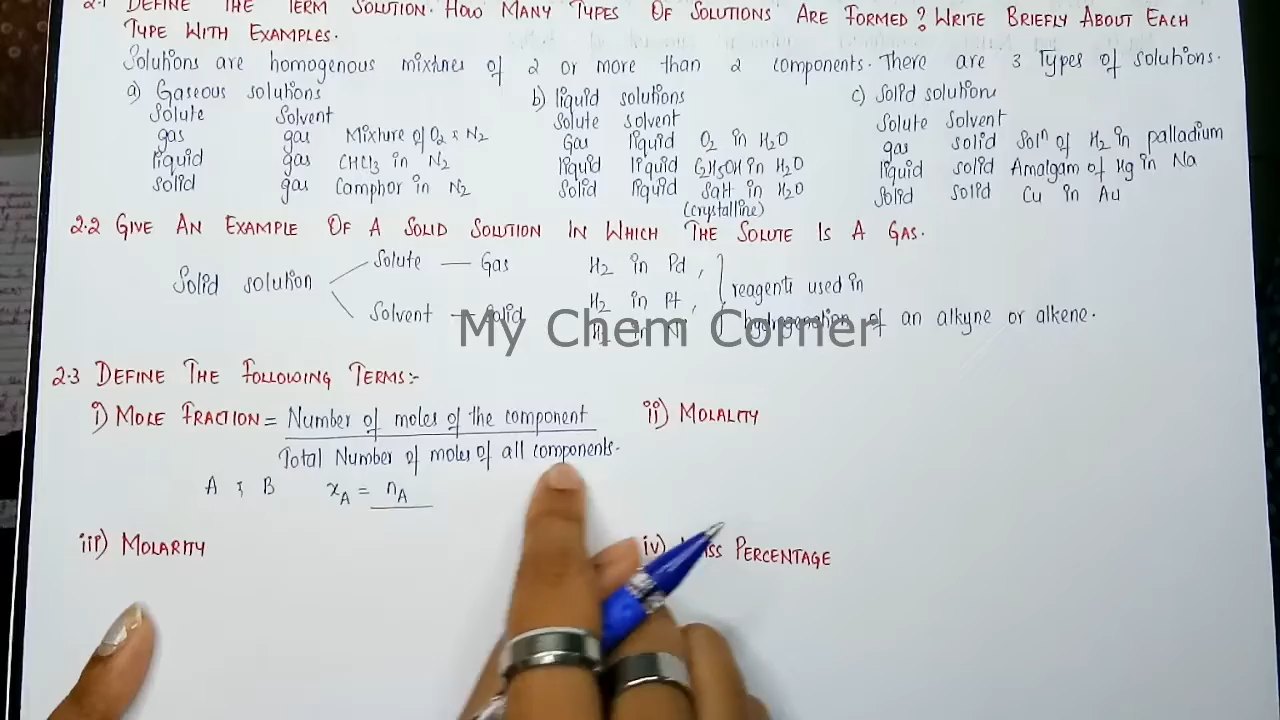 2.1 DEFINE THE TERM SOLUTION. HOW MANY TYPES OF SOLUTIONS ARE FORMED? WRITE BRIEFLY ABOUT EACH
TYPE WITH EXAMPLES.
Solutions are homogenous mixtures of 2 or more than 2 components. There are 3 Types of solutions.
a) Gaseous solutions
Solute Solvent
gas gas Mixture of O2 & N2
liquid gas CHCl3 in N2
Solid gas Camphor in N2
b) liquid solutions
Solute solvent
Gas liquid O2 in H2O
liquid liquid C2H5OH in H2O
Solid liquid Salt in H2O
(crystalline)
c) Solid solution
Solute Solvent
gas solid Soln of H2 in palladium
liquid solid Amalgam of Hg in Na
Solid solid Cu in Au
2.2 GIVE AN EXAMPLE OF A SOLID SOLUTION IN WHICH THE SOLUTE IS A GAS.
Solid solution
Solute — Gas
Solvent — Solid
H2 in Pd,
H2 in Pt,
H2 in N
reagents used in
hydrogenation of an alkyne or alkene.
My Chem Corner
2.3 DEFINE THE FOLLOWING TERMS:-
i) MOLE FRACTION = Number of moles of the component
Total Number of moles of all components.
A & B xA = nA
ii) MOLALITY
iii) MOLARITY
iv) PERCENTAGE